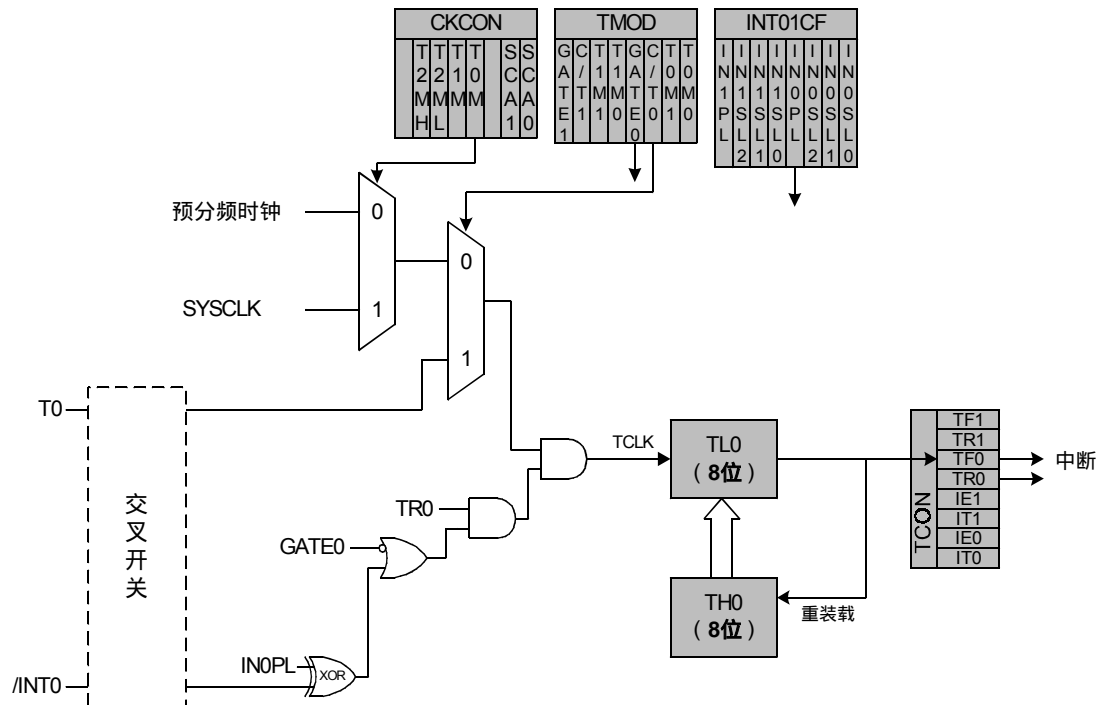 CKCON
TMOD
INT01CF
T2MH
T2ML
T1M
T0M
SCA1
SCA0
GATE1
C/T1
T1M1
T1M0
GATE0
C/T0
T0M1
T0M0
IN1PL
IN1SL2
IN1SL1
IN1SL0
IN0PL
IN0SL2
IN0SL1
IN0SL0
预分频时钟
0
SYSCLK
1
0
1
T0
交叉开关
/INT0
TR0
GATE0
IN0PL
XOR
TCLK
TL0
(8位)
TH0
(8位)
重装载
TCON
TF1
TR1
TF0
TR0
IE1
IT1
IE0
IT0
中断